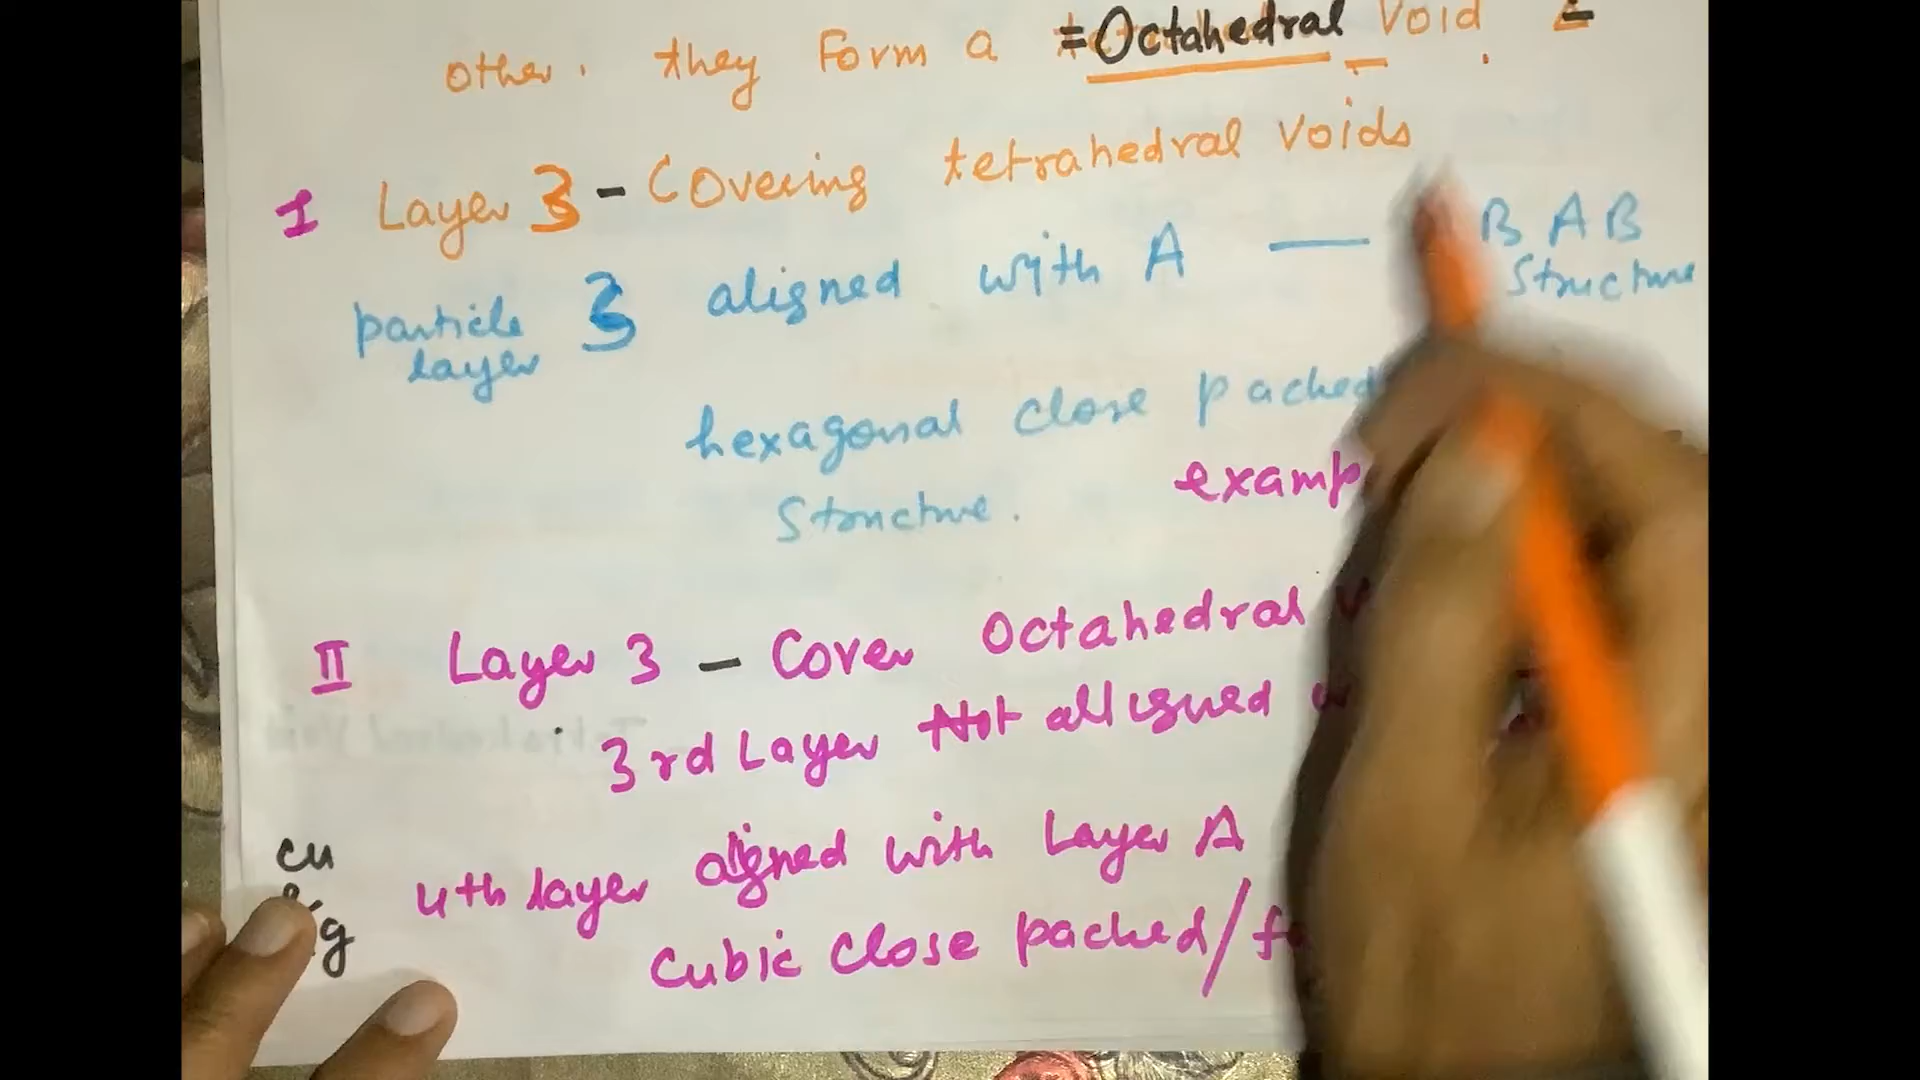 other. they Form a =Octahedral Void
I Layer 3 - Covering tetrahedral Voids
particle layer 3 aligned with A — B A B Structure
hexagonal close packed
Structure. examp
II Layer 3 - Cover Octahedral
3rd Layer Not alligned
4th layer aligned with Layer A
Cubic close packed/
cu